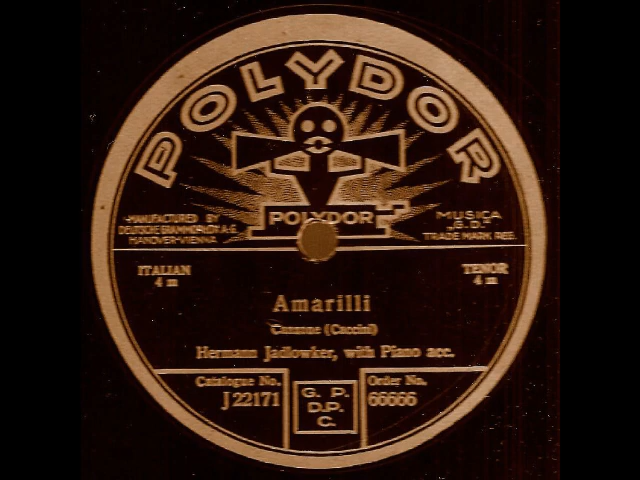 POLYDOR
POLYDOR
MANUFACTURED BY
DEUTSCHE GRAMMOPHON A.G.
HANOVER-VIENNA
MUSICA
„G.D."
TRADE MARK REG.
ITALIAN
4 m
TENOR
4 m
Amarilli
Canzone (Caccini)
Hermann Jadlowker, with Piano acc.
Catalogue No.
J 22171
G. P.
D.P.
C.
Order No.
66666